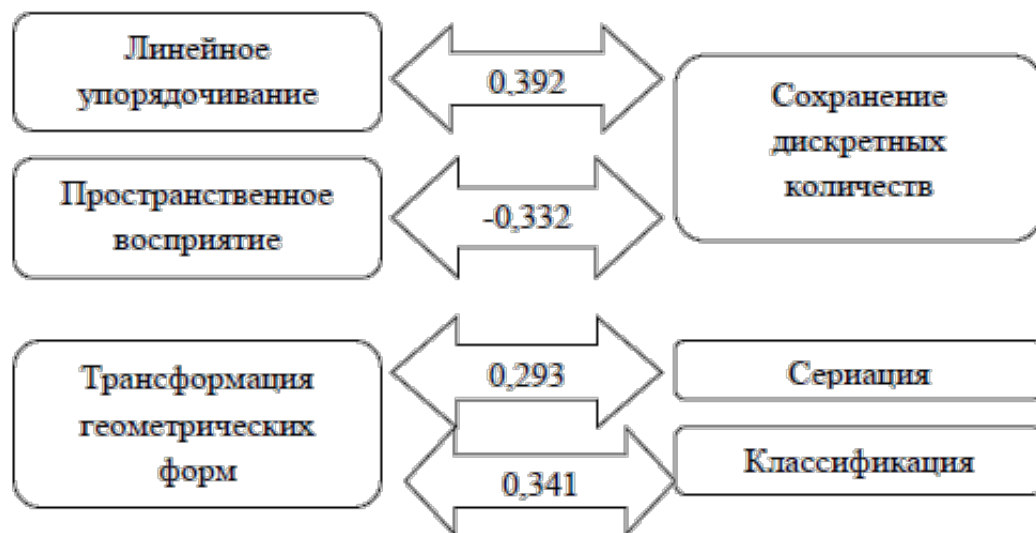 Линейное
упорядочивание
0,392
Сохранение
дискретных
количеств
Пространственное
восприятие
-0,332
Трансформация
геометрических
форм
0,293
Сериация
0,341
Классификация